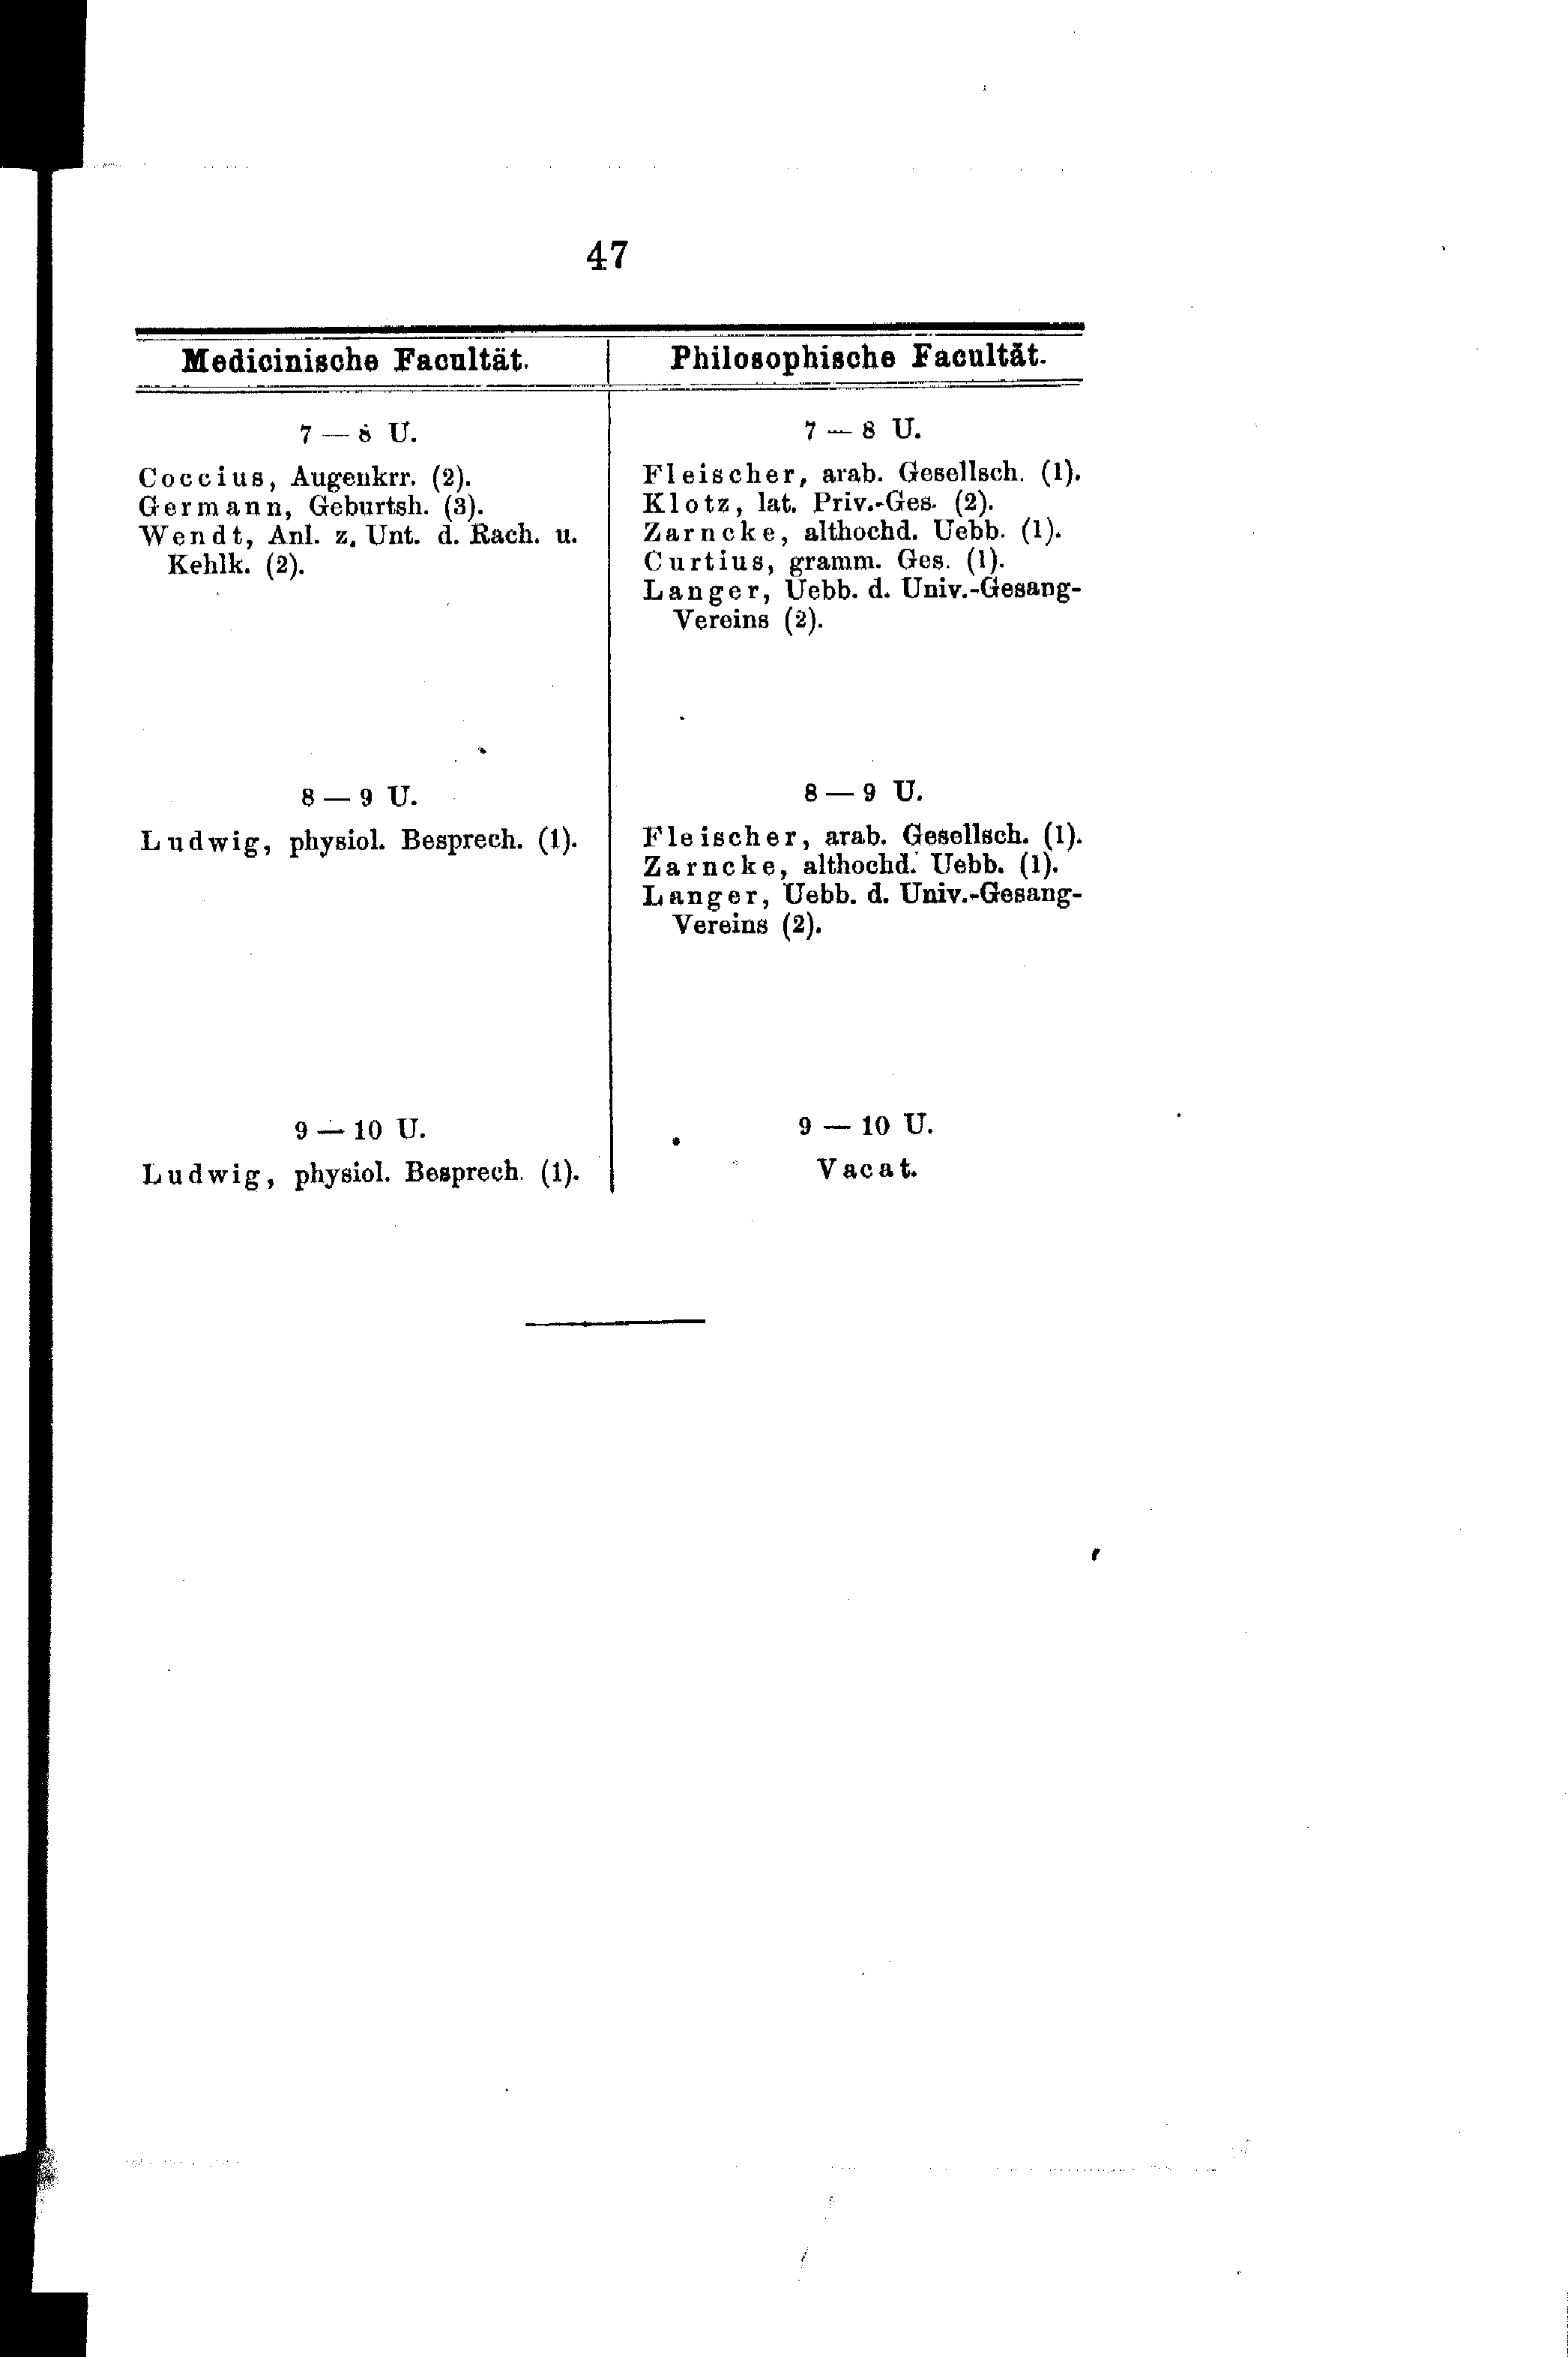 47
Medicinische Facultät.
7 — 8 U.
Coccius, Augenkrr. (2).
Germann, Geburtsh. (3).
Wendt, Anl. z. Unt. d. Rach. u.
Kehlk. (2).
8 — 9 U.
Ludwig, physiol. Besprech. (1).
9 — 10 U.
Ludwig, physiol. Besprech. (1).
Philosophische Facultät.
7 — 8 U.
Fleischer, arab. Gesellsch. (1).
Klotz, lat. Priv.-Ges. (2).
Zarncke, althochd. Uebb. (1).
Curtius, gramm. Ges. (1).
Langer, Uebb. d. Univ.-Gesang-
Vereins (2).
8 — 9 U.
Fleischer, arab. Gesellsch. (1).
Zarncke, althochd. Uebb. (1).
Langer, Uebb. d. Univ.-Gesang-
Vereins (2).
9 — 10 U.
Vacat.